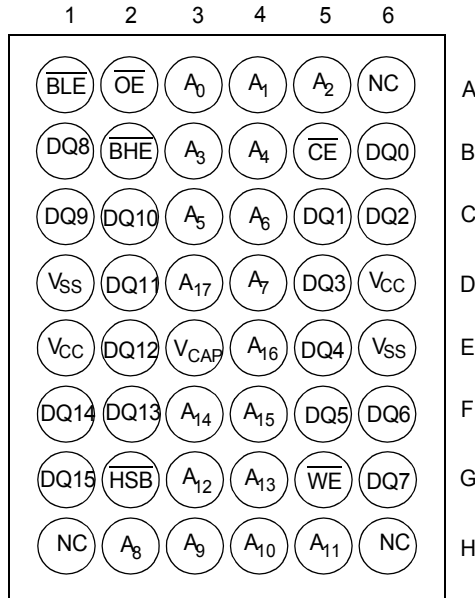 1 2 3 4 5 6
BLE OE A0 A1 A2 NC A
DQ8 BHE A3 A4 CE DQ0 B
DQ9 DQ10 A5 A6 DQ1 DQ2 C
VSS DQ11 A17 A7 DQ3 VCC D
VCC DQ12 VCAP A16 DQ4 VSS E
DQ14 DQ13 A14 A15 DQ5 DQ6 F
DQ15 HSB A12 A13 WE DQ7 G
NC A8 A9 A10 A11 NC H